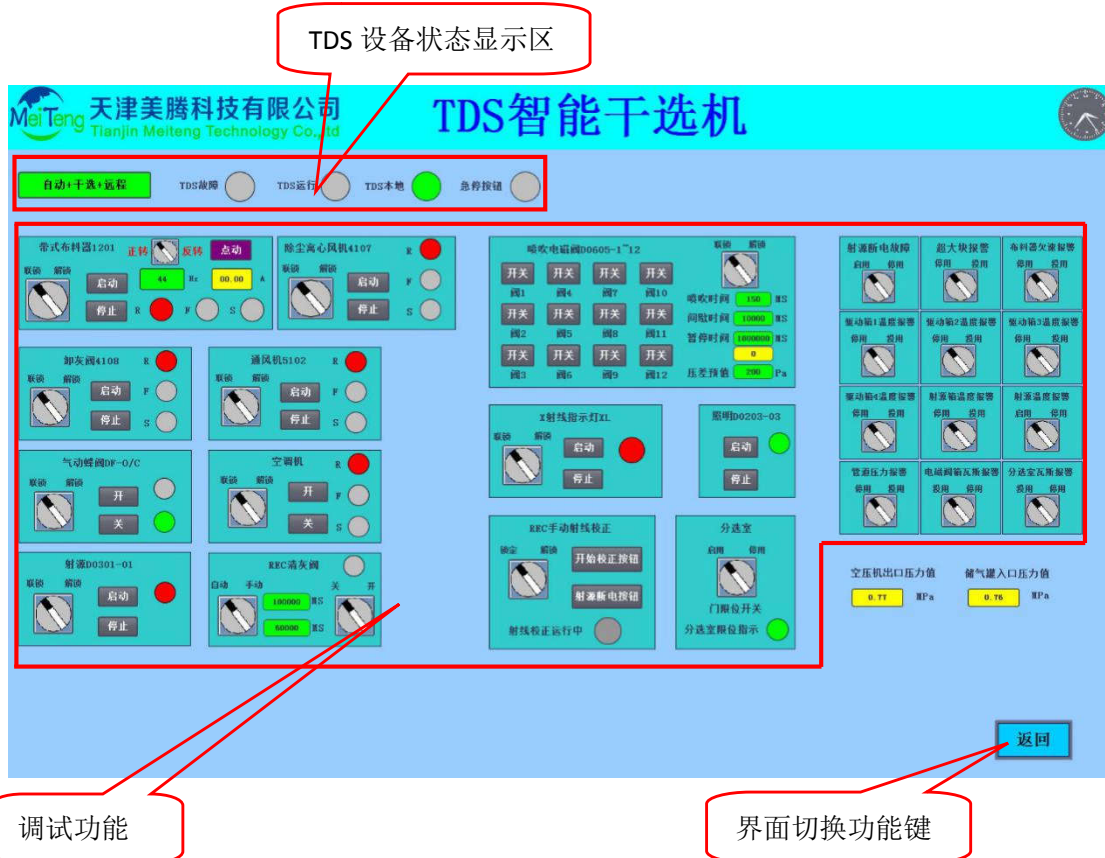 TDS 设备状态显示区
MeiTeng 天津美腾科技有限公司
Tianjin Meiteng Technology Co.,Ltd
TDS智能干选机
自动+干选+远程 TDS故障 TDS运行 TDS本地 急停按钮
带式布料器1201 正转 反转 点动
联锁 解锁 启动 44 Hz 00.00 A
停止 R F S
除尘离心风机4107 R
联锁 解锁 启动 F
停止 S
喷吹电磁阀D0605-1~12 联锁 解锁
开关 开关 开关 开关
阀1 阀4 阀7 阀10
喷吹时间 150 MS
开关 开关 开关 开关
间歇时间 10000 MS
阀2 阀5 阀8 阀11
暂停时间 1000000 MS
开关 开关 开关 开关
0
阀3 阀6 阀9 阀12
压差预值 200 Pa
射源断电故障 超大块报警 布料器欠速报警
启用 停用 停用 投用 停用 投用
驱动箱1温度报警 驱动箱2温度报警 驱动箱3温度报警
停用 投用 停用 投用 停用 投用
驱动箱4温度报警 射源箱温度报警 射源温度报警
停用 投用 停用 投用 启用 停用
管道压力报警 电磁阀箱瓦斯报警 分选室瓦斯报警
停用 投用 投用 停用 投用 停用
卸灰阀4108 R
联锁 解锁 启动 F
停止 S
通风机5102 R
联锁 解锁 启动 F
停止 S
X射线指示灯XL
联锁 解锁 启动
停止
照明D0203-03
启动
停止
气动蝶阀DF-O/C
联锁 解锁 开
关
空调机 R
联锁 解锁 开 F
关 S
REC手动射线校正
锁定 解锁 开始校正按钮
射源断电按钮
射线校正运行中
分选室
启用 停用
门限位开关
分选室限位指示
射源D0301-01
联锁 解锁 启动
停止
REC清灰阀
自动 手动 关 开
180000 MS
60000 MS
空压机出口压力值 储气罐入口压力值
0.77 MPa 0.76 MPa
返回
调试功能
界面切换功能键